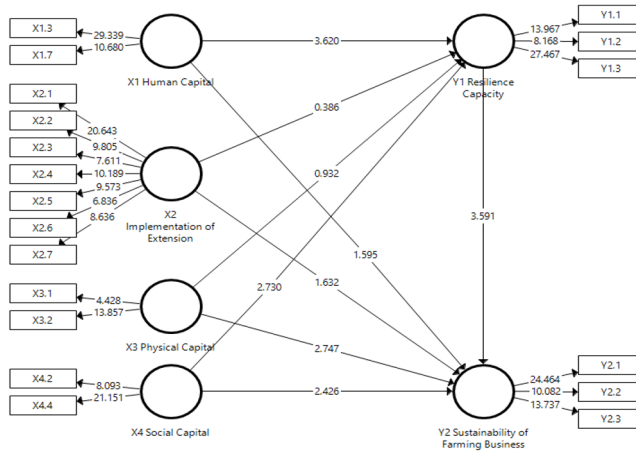 X1.3
X1.7
29.339
10.680
X1 Human Capital
3.620
Y1 Resilience
Capacity
13.967
8.168
27.467
Y1.1
Y1.2
Y1.3
X2.1
X2.2
X2.3
X2.4
X2.5
X2.6
X2.7
20.643
9.805
7.611
10.189
9.573
6.836
8.636
X2
Implementation of
Extension
0.386
0.932
3.591
1.595
2.730
1.632
X3.1
X3.2
4.428
13.857
X3 Physical Capital
2.747
X4.2
X4.4
8.093
21.151
X4 Social Capital
2.426
Y2 Sustainability of
Farming Business
24.464
10.082
13.737
Y2.1
Y2.2
Y2.3